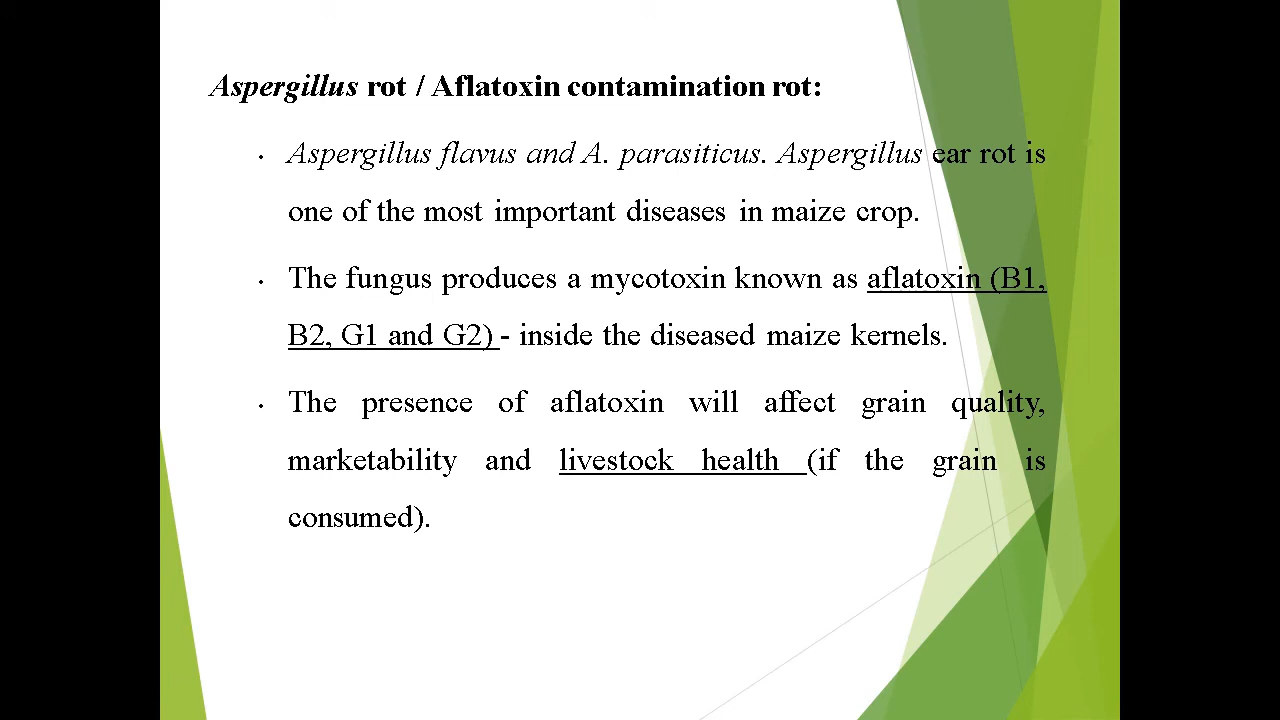 Aspergillus rot / Aflatoxin contamination rot:
• Aspergillus flavus and A. parasiticus. Aspergillus ear rot is
one of the most important diseases in maize crop.
• The fungus produces a mycotoxin known as aflatoxin (B1,
B2, G1 and G2) - inside the diseased maize kernels.
• The presence of aflatoxin will affect grain quality,
marketability and livestock health (if the grain is
consumed).